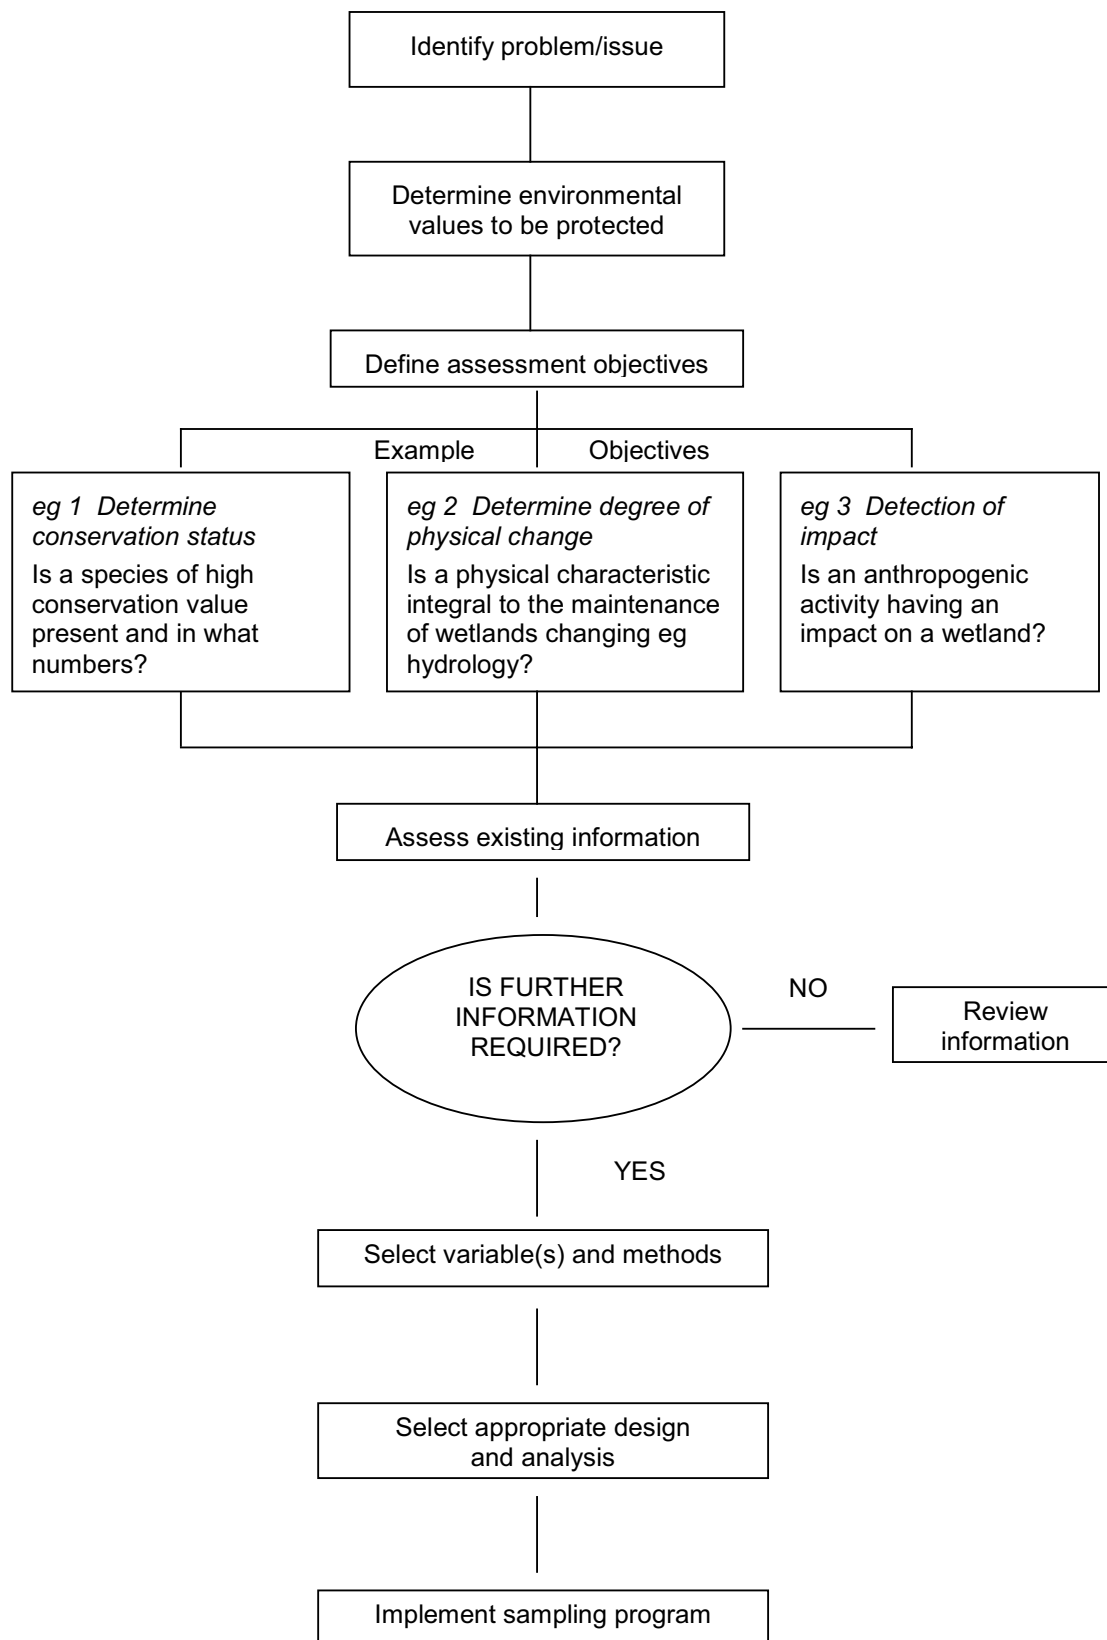 Identify problem/issue
Determine environmental
values to be protected
Define assessment objectives
Example Objectives
eg 1 Determine
conservation status
Is a species of high
conservation value
present and in what
numbers?
eg 2 Determine degree of
physical change
Is a physical characteristic
integral to the maintenance
of wetlands changing eg
hydrology?
eg 3 Detection of
impact
Is an anthropogenic
activity having an
impact on a wetland?
Assess existing information
IS FURTHER
INFORMATION
REQUIRED?
NO
Review
information
YES
Select variable(s) and methods
Select appropriate design
and analysis
Implement sampling program